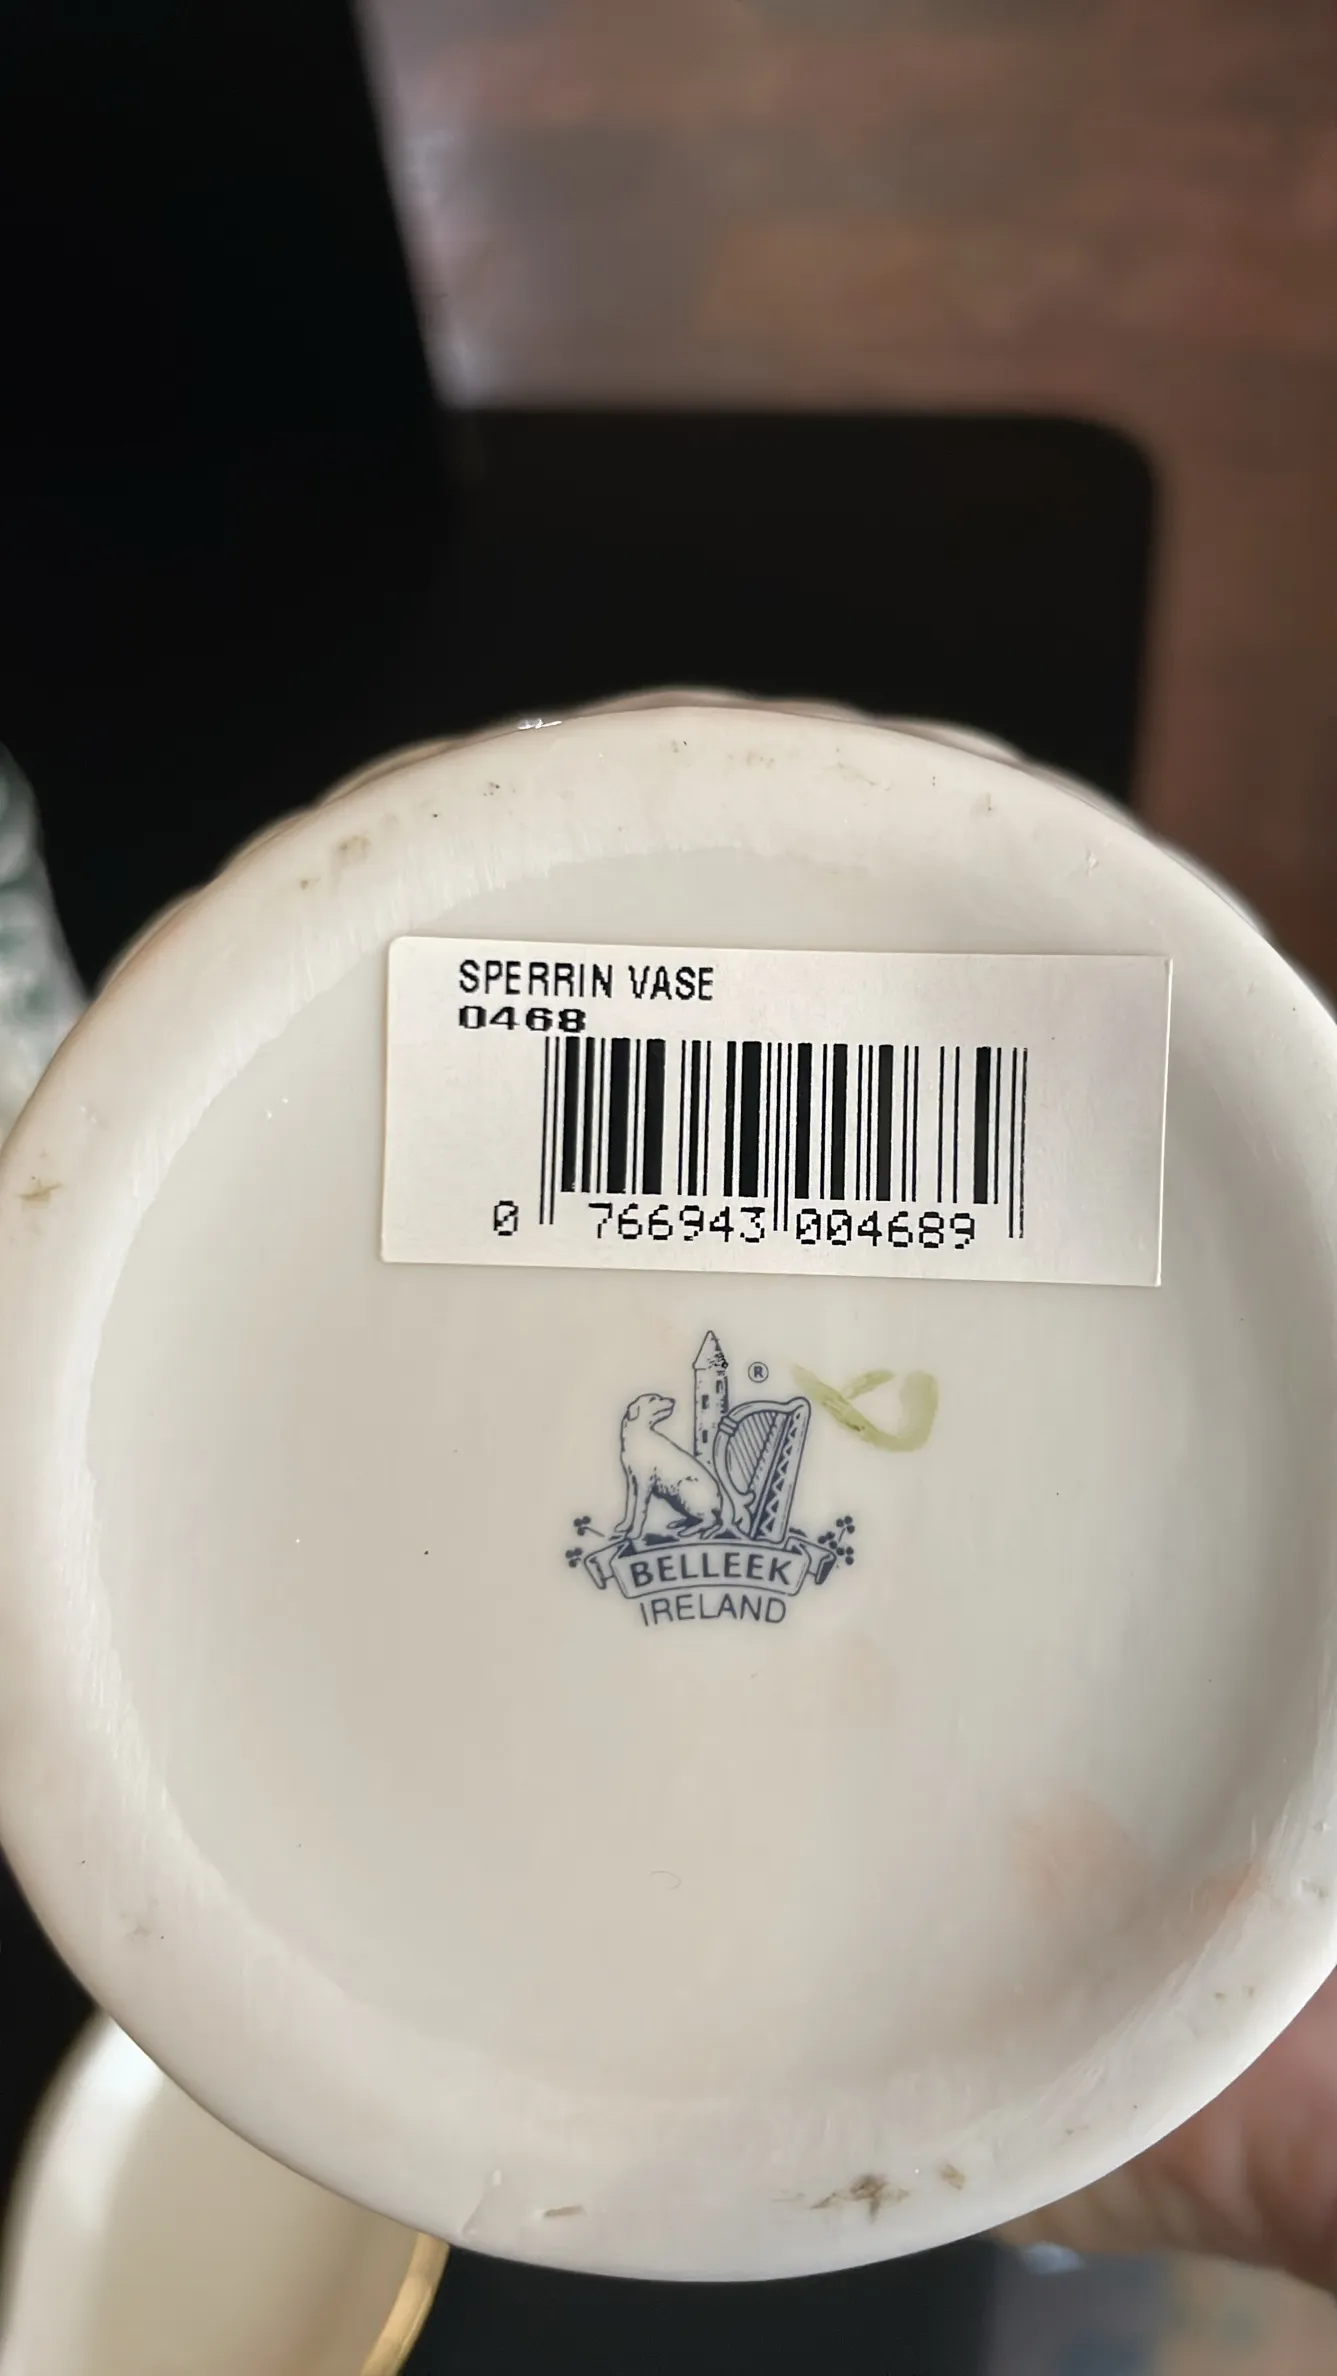 SPERRIN VASE
0468
0 766943 004689
®
BELLEEK
IRELAND